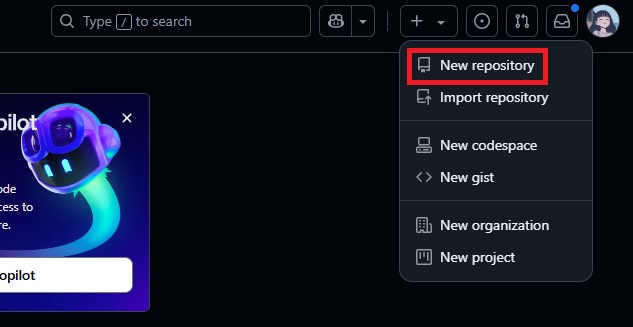 Type / to search
New repository
Import repository
New codespace
New gist
New organization
New project
pilot
ode
cess to
re.
opilot